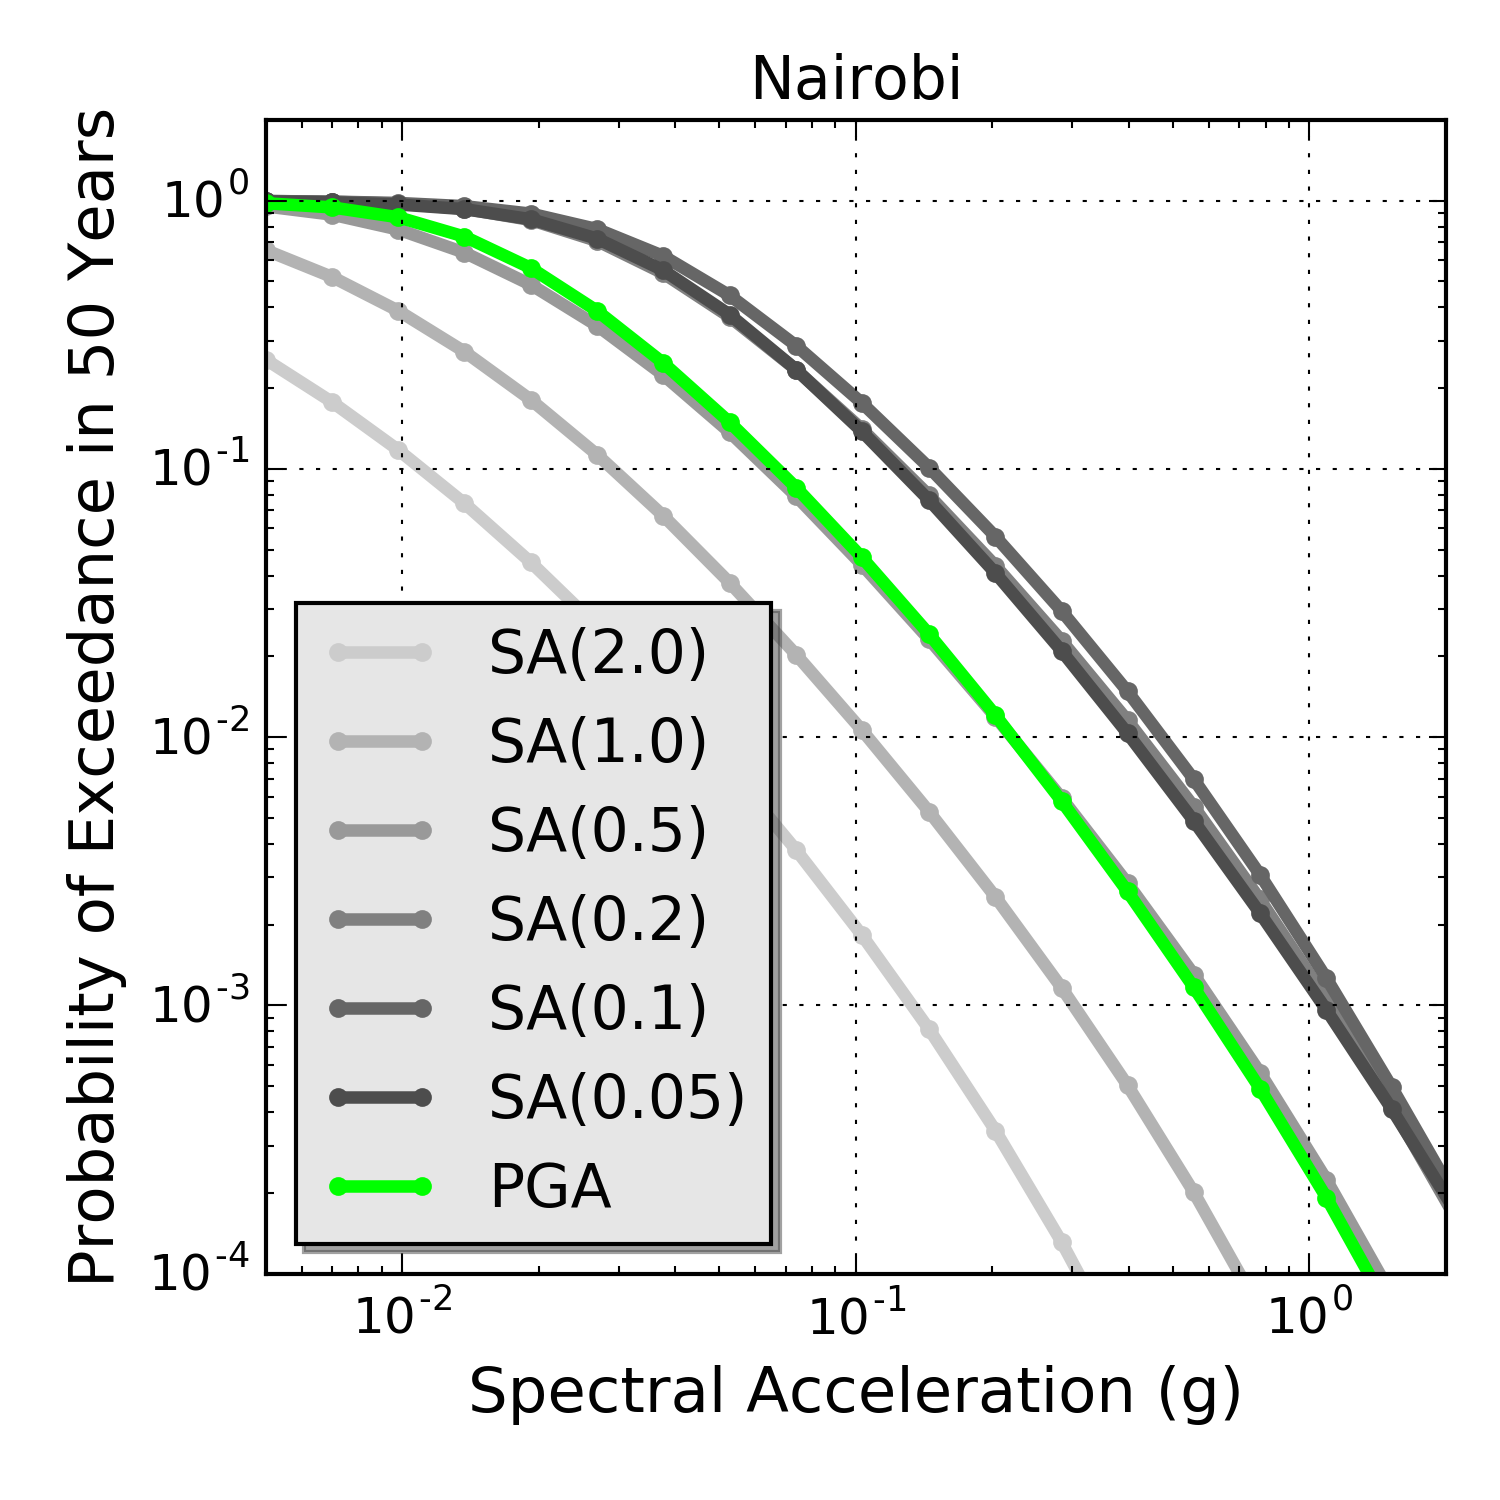 Nairobi
Probability of Exceedance in 50 Years
10^0
10^-1
10^-2
10^-3
10^-4
SA(2.0)
SA(1.0)
SA(0.5)
SA(0.2)
SA(0.1)
SA(0.05)
PGA
10^-2
10^-1
10^0
Spectral Acceleration (g)